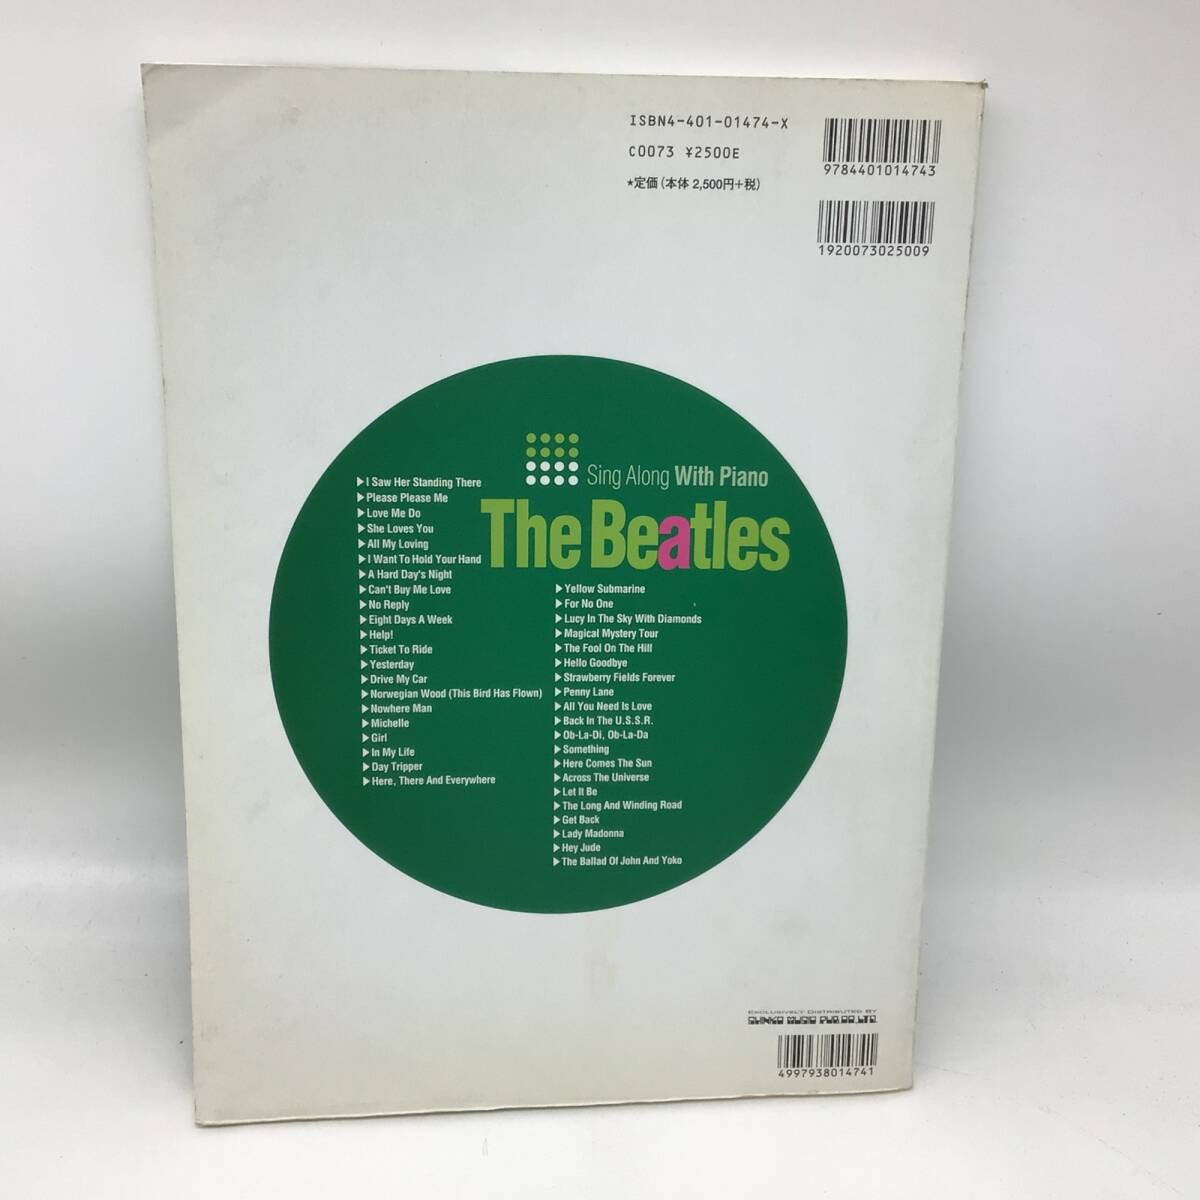 ISBN4-401-01474-X
C0073 ¥2500E
★定価(本体 2,500円+税)
9784401014743
1920073025009
Sing Along With Piano
The Beatles
▶I Saw Her Standing There
▶Please Please Me
▶Love Me Do
▶She Loves You
▶All My Loving
▶I Want To Hold Your Hand
▶A Hard Day's Night
▶Can't Buy Me Love
▶No Reply
▶Eight Days A Week
▶Help!
▶Ticket To Ride
▶Yesterday
▶Drive My Car
▶Norwegian Wood (This Bird Has Flown)
▶Nowhere Man
▶Michelle
▶Girl
▶In My Life
▶Day Tripper
▶Here, There And Everywhere
▶Yellow Submarine
▶For No One
▶Lucy In The Sky With Diamonds
▶Magical Mystery Tour
▶The Fool On The Hill
▶Hello Goodbye
▶Strawberry Fields Forever
▶Penny Lane
▶All You Need Is Love
▶Back In The U.S.S.R.
▶Ob-La-Di, Ob-La-Da
▶Something
▶Here Comes The Sun
▶Across The Universe
▶Let It Be
▶The Long And Winding Road
▶Get Back
▶Lady Madonna
▶Hey Jude
▶The Ballad Of John And Yoko
EXCLUSIVELY DISTRIBUTED BY
SHINKO MUSIC PUB.CO.LTD.
4997938014741